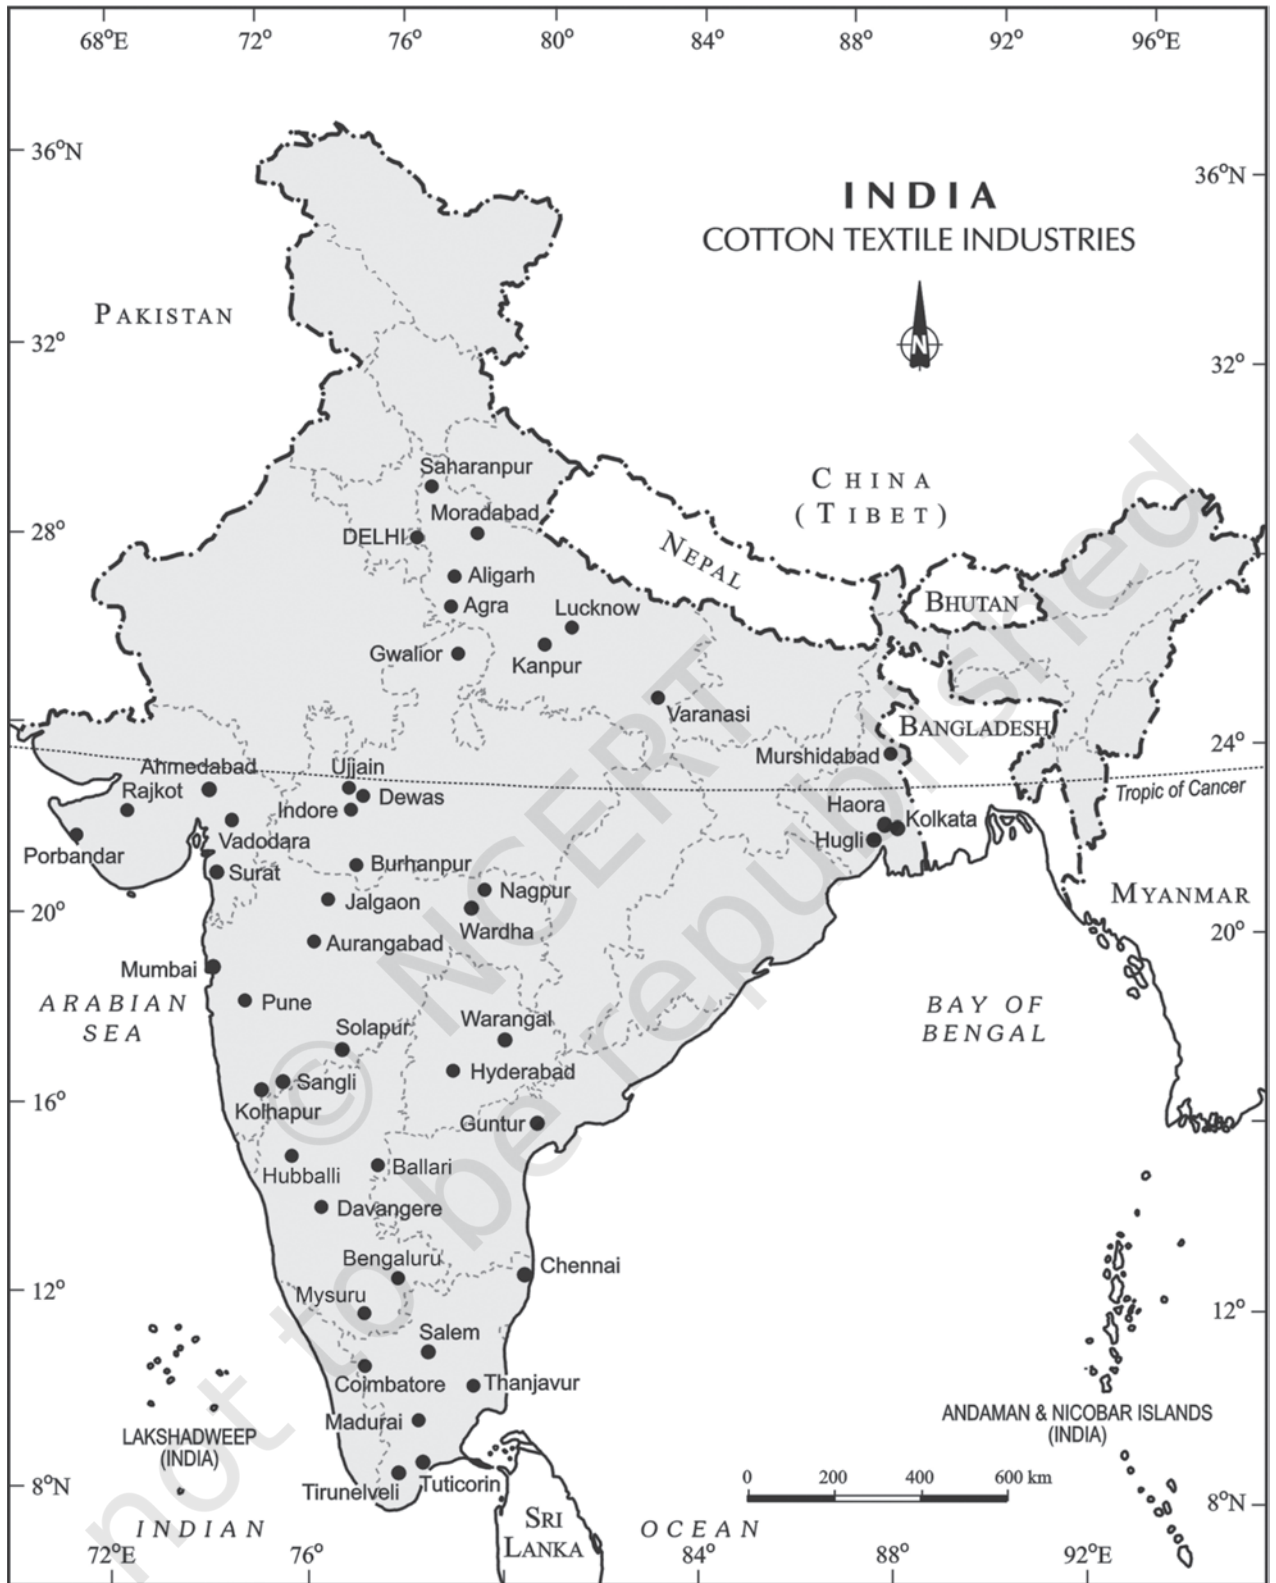 68°E 72° 76° 80° 84° 88° 92° 96°E
36°N
36°N
INDIA
COTTON TEXTILE INDUSTRIES
N
PAKISTAN
32°
32°
CHINA
(TIBET)
Saharanpur
Moradabad
28°
DELHI
NEPAL
Aligarh
Agra
Lucknow
BHUTAN
Gwalior
Kanpur
Varanasi
BANGLADESH
24°
Murshidabad
Ahmedabad
Ujjain
Rajkot
Dewas
Tropic of Cancer
Indore
Haora
Kolkata
Vadodara
Hugli
Porbandar
Burhanpur
Surat
Nagpur
MYANMAR
Jalgaon
20°
Wardha
20°
Aurangabad
Mumbai
ARABIAN
SEA
Pune
BAY OF
BENGAL
Solapur
Warangal
Sangli
Hyderabad
16°
Kolhapur
Guntur
Hubballi
Ballari
Davangere
Bengaluru
Chennai
12°
Mysuru
12°
Salem
Coimbatore
Thanjavur
Madurai
ANDAMAN & NICOBAR ISLANDS
(INDIA)
LAKSHADWEEP
(INDIA)
Tuticorin
Tirunelveli
0 200 400 600 km
8°N
8°N
SRI
LANKA
INDIAN OCEAN
72°E 76° 84° 88° 92°E
© NCERT
not to be republished